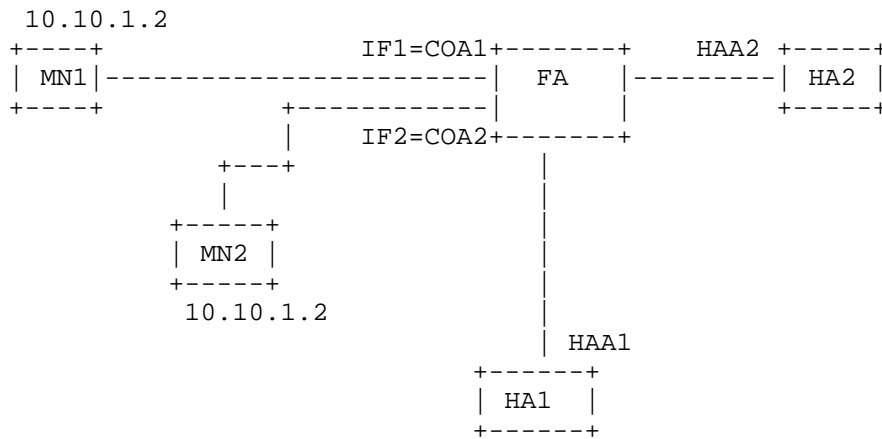 10.10.1.2
IF1=COA1 HAA2
MN1 FA HA2
IF2=COA2
MN2
10.10.1.2
HAA1
HA1